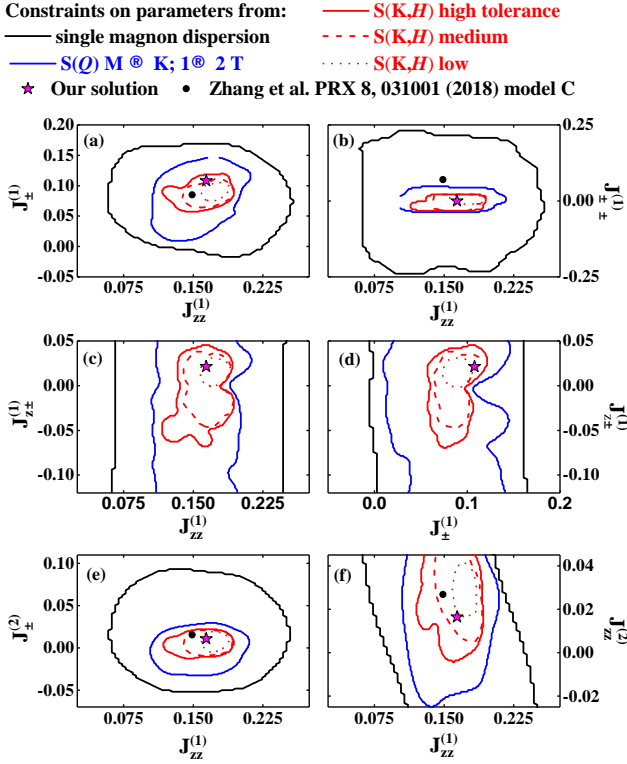 Constraints on parameters from:
S(K,H) high tolerance
single magnon dispersion
S(K,H) medium
S(Q) M ® K; 1® 2 T
S(K,H) low
Our solution
Zhang et al. PRX 8, 031001 (2018) model C
(a)
0.20
0.15
0.10
0.05
0.00
-0.05
J±(1)
0.075 0.150 0.225
Jzz(1)
(b)
0.25
0.00
-0.25
J±±(1)
0.075 0.150 0.225
Jzz(1)
(c)
0.05
0.00
-0.05
-0.10
Jz±(1)
0.075 0.150 0.225
Jzz(1)
(d)
0.05
0.00
-0.05
-0.10
Jz±(1)
0.0 0.1 0.2
J±(1)
(e)
0.10
0.05
0.00
-0.05
J±(2)
0.075 0.150 0.225
Jzz(1)
(f)
0.04
0.02
0.00
-0.02
Jzz(2)
0.075 0.150 0.225
Jzz(1)